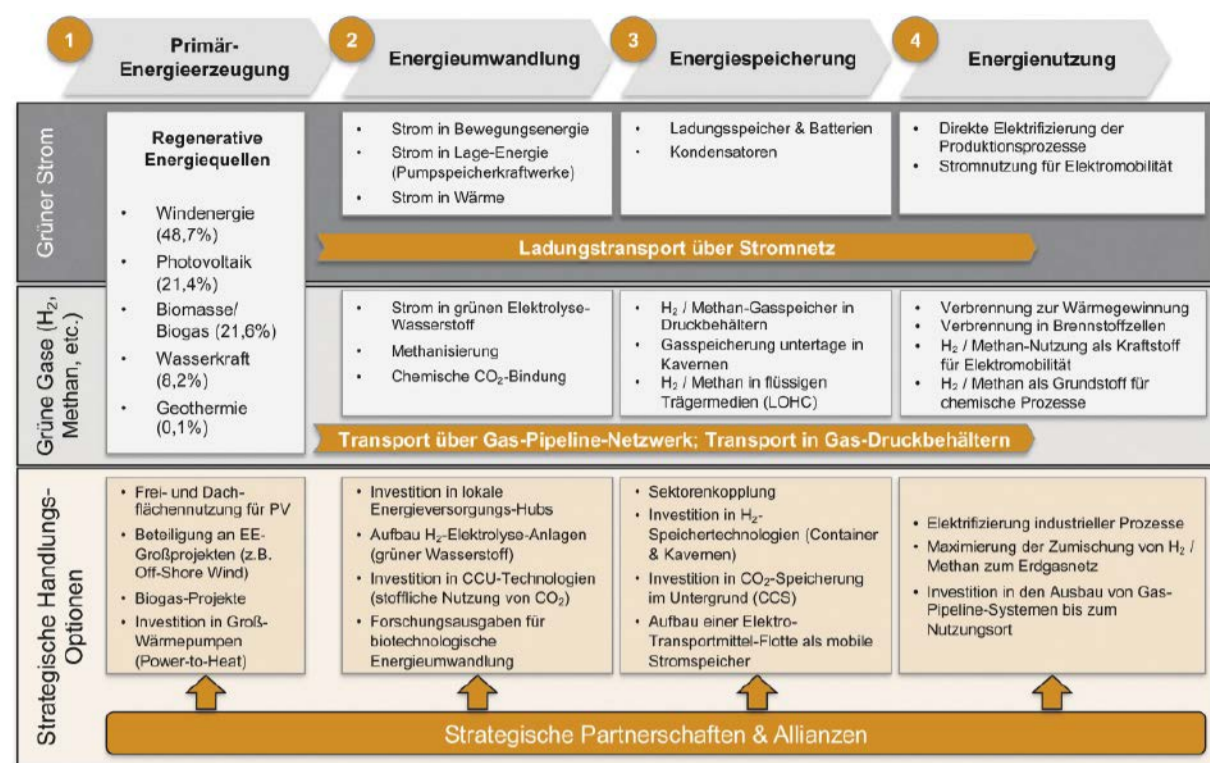 1
Primär-
Energieerzeugung
2
Energieumwandlung
3
Energiespeicherung
4
Energienutzung
Grüner Strom
Regenerative
Energiequellen
• Windenergie
(48,7%)
• Photovoltaik
(21,4%)
• Biomasse/
Biogas (21,6%)
• Wasserkraft
(8,2%)
• Geothermie
(0,1%)
• Strom in Bewegungsenergie
• Strom in Lage-Energie
(Pumpspeicherkraftwerke)
• Strom in Wärme
• Ladungsspeicher & Batterien
• Kondensatoren
• Direkte Elektrifizierung der
Produktionsprozesse
• Stromnutzung für Elektromobilität
Ladungstransport über Stromnetz
Grüne Gase (H₂,
Methan, etc.)
• Strom in grünen Elektrolyse-
Wasserstoff
• Methanisierung
• Chemische CO₂-Bindung
• H₂ / Methan-Gasspeicher in
Druckbehältern
• Gasspeicherung untertage in
Kavernen
• H₂ / Methan in flüssigen
Trägermedien (LOHC)
• Verbrennung zur Wärmegewinnung
• Verbrennung in Brennstoffzellen
• H₂ / Methan-Nutzung als Kraftstoff
für Elektromobilität
• H₂ / Methan als Grundstoff für
chemische Prozesse
Transport über Gas-Pipeline-Netzwerk; Transport in Gas-Druckbehältern
Strategische Handlungs-
Optionen
• Frei- und Dach-
flächennutzung für PV
• Beteiligung an EE-
Großprojekten (z.B.
Off-Shore Wind)
• Biogas-Projekte
• Investition in Groß-
Wärmepumpen
(Power-to-Heat)
• Investition in lokale
Energieversorgungs-Hubs
• Aufbau H₂-Elektrolyse-Anlagen
(grüner Wasserstoff)
• Investition in CCU-Technologien
(stoffliche Nutzung von CO₂)
• Forschungsausgaben für
biotechnologische
Energieumwandlung
• Sektorenkopplung
• Investition in H₂-
Speichertechnologien (Container
& Kavernen)
• Investition in CO₂-Speicherung
im Untergrund (CCS)
• Aufbau einer Elektro-
Transportmittel-Flotte als mobile
Stromspeicher
• Elektrifizierung industrieller Prozesse
• Maximierung der Zumischung von H₂ /
Methan zum Erdgasnetz
• Investition in den Ausbau von Gas-
Pipeline-Systemen bis zum
Nutzungsort
Strategische Partnerschaften & Allianzen